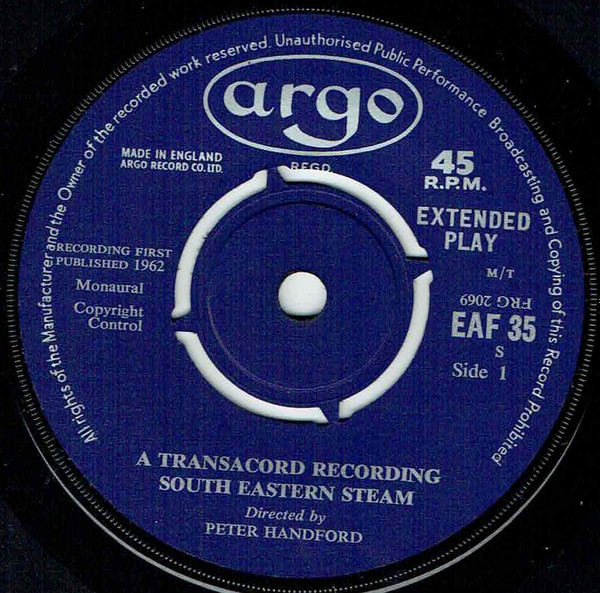 All rights of the Manufacturer and the Owner of the recorded work reserved. Unauthorised Public Performance Broadcasting and Copying of this Record Prohibited
argo
REGD
MADE IN ENGLAND
ARGO RECORD CO. LTD.
45
R.P.M.
EXTENDED
PLAY
RECORDING FIRST
PUBLISHED 1962
M/T
Monaural
FRG 2069
Copyright
Control
EAF 35
S
Side 1
A TRANSACORD RECORDING
SOUTH EASTERN STEAM
Directed by
PETER HANDFORD